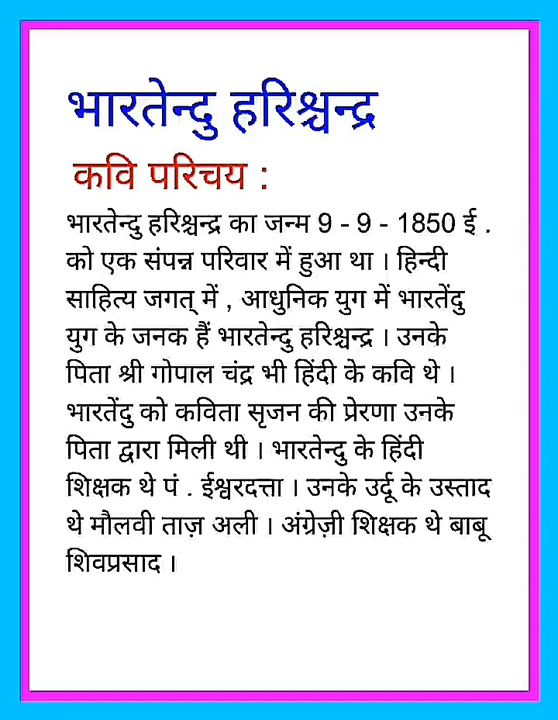 भारतेन्दु हरिश्चन्द्र
कवि परिचय :
भारतेन्दु हरिश्चन्द्र का जन्म 9 - 9 - 1850 ई .
को एक संपन्न परिवार में हुआ था । हिन्दी
साहित्य जगत् में , आधुनिक युग में भारतेंदु
युग के जनक हैं भारतेन्दु हरिश्चन्द्र । उनके
पिता श्री गोपाल चंद्र भी हिंदी के कवि थे ।
भारतेंदु को कविता सृजन की प्रेरणा उनके
पिता द्वारा मिली थी । भारतेन्दु के हिंदी
शिक्षक थे पं . ईश्वरदत्ता । उनके उर्दू के उस्ताद
थे मौलवी ताज़ अली । अंग्रेज़ी शिक्षक थे बाबू
शिवप्रसाद ।